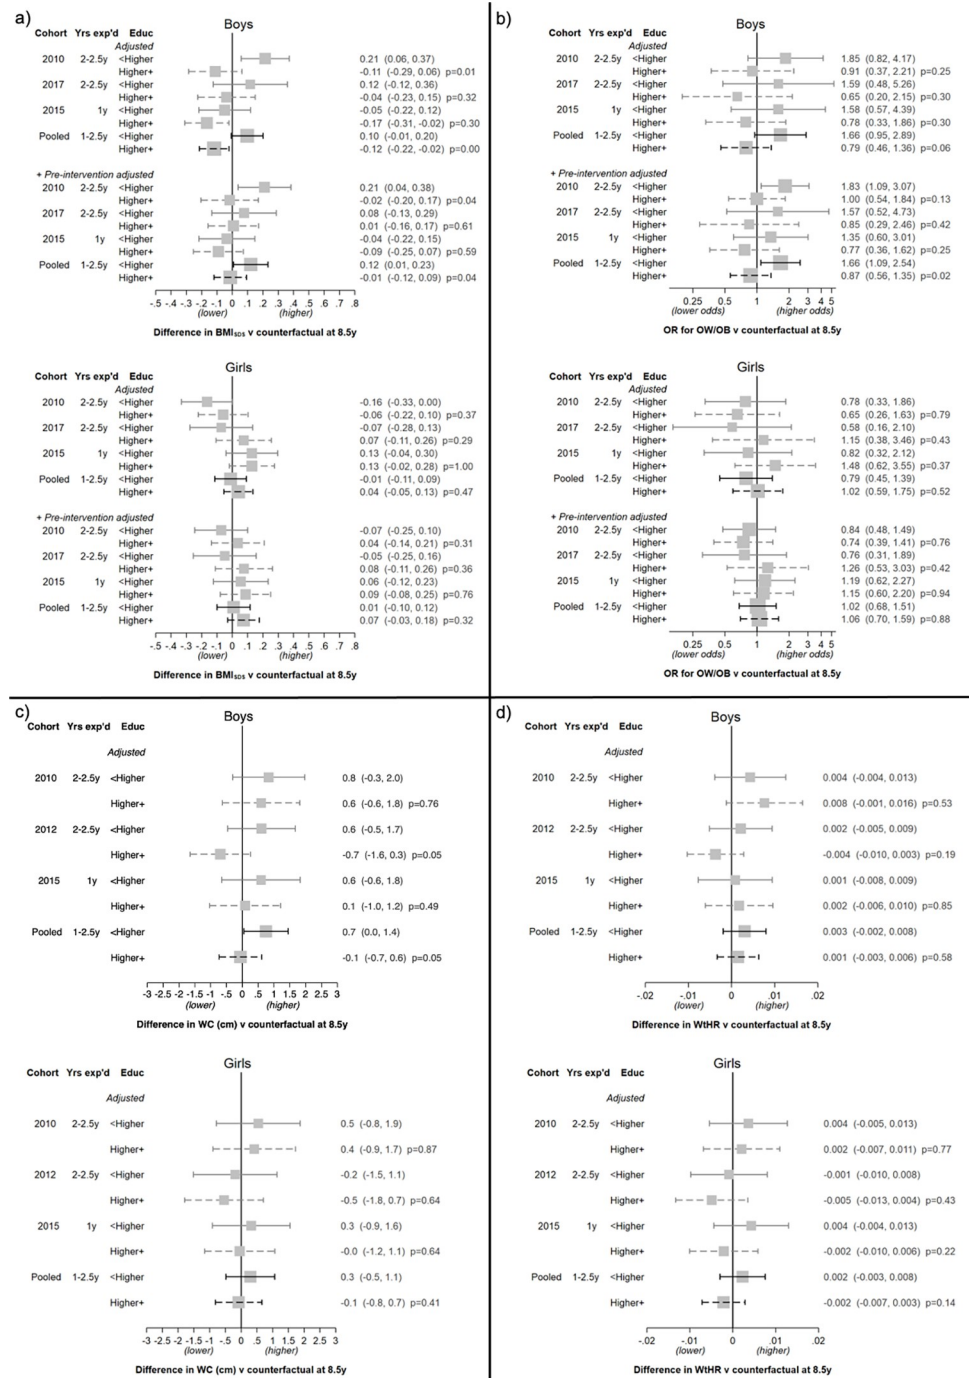 a)
Boys
Cohort Yrs exp'd Educ
Adjusted
2010 2-2.5y <Higher 0.21 (0.06, 0.37)
Higher+ -0.11 (-0.29, 0.06) p=0.01
2017 2-2.5y <Higher 0.12 (-0.12, 0.36)
Higher+ -0.04 (-0.23, 0.15) p=0.32
2015 1y <Higher -0.05 (-0.22, 0.12)
Higher+ -0.17 (-0.31, -0.02) p=0.30
Pooled 1-2.5y <Higher 0.10 (-0.01, 0.20)
Higher+ -0.12 (-0.22, -0.02) p=0.00
+ Pre-intervention adjusted
2010 2-2.5y <Higher 0.21 (0.04, 0.38)
Higher+ -0.02 (-0.20, 0.17) p=0.04
2017 2-2.5y <Higher 0.08 (-0.13, 0.29)
Higher+ 0.01 (-0.16, 0.17) p=0.61
2015 1y <Higher -0.04 (-0.22, 0.15)
Higher+ -0.09 (-0.25, 0.07) p=0.59
Pooled 1-2.5y <Higher 0.12 (0.01, 0.23)
Higher+ -0.01 (-0.12, 0.09) p=0.04
-.5 -.4 -.3 -.2 -.1 0 .1 .2 .3 .4 .5 .6 .7 .8
(lower) (higher)
Difference in BMISDS v counterfactual at 8.5y
Girls
Cohort Yrs exp'd Educ
Adjusted
2010 2-2.5y <Higher -0.16 (-0.33, 0.00)
Higher+ -0.06 (-0.22, 0.10) p=0.37
2017 2-2.5y <Higher -0.07 (-0.28, 0.13)
Higher+ 0.07 (-0.11, 0.26) p=0.29
2015 1y <Higher 0.13 (-0.04, 0.30)
Higher+ 0.13 (-0.02, 0.28) p=1.00
Pooled 1-2.5y <Higher -0.01 (-0.11, 0.09)
Higher+ 0.04 (-0.05, 0.13) p=0.47
+ Pre-intervention adjusted
2010 2-2.5y <Higher -0.07 (-0.25, 0.10)
Higher+ 0.04 (-0.14, 0.21) p=0.31
2017 2-2.5y <Higher -0.05 (-0.25, 0.16)
Higher+ 0.08 (-0.11, 0.26) p=0.36
2015 1y <Higher 0.06 (-0.12, 0.23)
Higher+ 0.09 (-0.08, 0.25) p=0.76
Pooled 1-2.5y <Higher 0.01 (-0.10, 0.12)
Higher+ 0.07 (-0.03, 0.18) p=0.32
-.5 -.4 -.3 -.2 -.1 0 .1 .2 .3 .4 .5 .6 .7 .8
(lower) (higher)
Difference in BMISDS v counterfactual at 8.5y
b)
Boys
Cohort Yrs exp'd Educ
Adjusted
2010 2-2.5y <Higher 1.85 (0.82, 4.17)
Higher+ 0.91 (0.37, 2.21) p=0.25
2017 2-2.5y <Higher 1.59 (0.48, 5.26)
Higher+ 0.65 (0.20, 2.15) p=0.30
2015 1y <Higher 1.58 (0.57, 4.39)
Higher+ 0.78 (0.33, 1.86) p=0.30
Pooled 1-2.5y <Higher 1.66 (0.95, 2.89)
Higher+ 0.79 (0.46, 1.36) p=0.06
+ Pre-intervention adjusted
2010 2-2.5y <Higher 1.83 (1.09, 3.07)
Higher+ 1.00 (0.54, 1.84) p=0.13
2017 2-2.5y <Higher 1.57 (0.52, 4.73)
Higher+ 0.85 (0.29, 2.46) p=0.42
2015 1y <Higher 1.35 (0.60, 3.01)
Higher+ 0.77 (0.36, 1.62) p=0.25
Pooled 1-2.5y <Higher 1.66 (1.09, 2.54)
Higher+ 0.87 (0.56, 1.35) p=0.02
0.25 0.5 1 2 3 4 5
(lower odds) (higher odds)
OR for OW/OB v counterfactual at 8.5y
Girls
Cohort Yrs exp'd Educ
Adjusted
2010 2-2.5y <Higher 0.78 (0.33, 1.86)
Higher+ 0.65 (0.26, 1.63) p=0.79
2017 2-2.5y <Higher 0.58 (0.16, 2.10)
Higher+ 1.15 (0.38, 3.46) p=0.43
2015 1y <Higher 0.82 (0.32, 2.12)
Higher+ 1.48 (0.62, 3.55) p=0.37
Pooled 1-2.5y <Higher 0.79 (0.45, 1.39)
Higher+ 1.02 (0.59, 1.75) p=0.52
+ Pre-intervention adjusted
2010 2-2.5y <Higher 0.84 (0.48, 1.49)
Higher+ 0.74 (0.39, 1.41) p=0.76
2017 2-2.5y <Higher 0.76 (0.31, 1.89)
Higher+ 1.26 (0.53, 3.03) p=0.42
2015 1y <Higher 1.19 (0.62, 2.27)
Higher+ 1.15 (0.60, 2.20) p=0.94
Pooled 1-2.5y <Higher 1.02 (0.68, 1.51)
Higher+ 1.06 (0.70, 1.59) p=0.88
0.25 0.5 1 2 3 4 5
(lower odds) (higher odds)
OR for OW/OB v counterfactual at 8.5y
c)
Boys
Cohort Yrs exp'd Educ
Adjusted
2010 2-2.5y <Higher 0.8 (-0.3, 2.0)
Higher+ 0.6 (-0.6, 1.8) p=0.76
2012 2-2.5y <Higher 0.6 (-0.5, 1.7)
Higher+ -0.7 (-1.6, 0.3) p=0.05
2015 1y <Higher 0.6 (-0.6, 1.8)
Higher+ 0.1 (-1.0, 1.2) p=0.49
Pooled 1-2.5y <Higher 0.7 (0.0, 1.4)
Higher+ -0.1 (-0.7, 0.6) p=0.05
-3 -2.5 -2 -1.5 -1 -.5 0 .5 1 1.5 2 2.5 3
(lower) (higher)
Difference in WC (cm) v counterfactual at 8.5y
Girls
Cohort Yrs exp'd Educ
Adjusted
2010 2-2.5y <Higher 0.5 (-0.8, 1.9)
Higher+ 0.4 (-0.9, 1.7) p=0.87
2012 2-2.5y <Higher -0.2 (-1.5, 1.1)
Higher+ -0.5 (-1.8, 0.7) p=0.64
2015 1y <Higher 0.3 (-0.9, 1.6)
Higher+ -0.0 (-1.2, 1.1) p=0.64
Pooled 1-2.5y <Higher 0.3 (-0.5, 1.1)
Higher+ -0.1 (-0.8, 0.7) p=0.41
-3 -2.5 -2 -1.5 -1 -.5 0 .5 1 1.5 2 2.5 3
(lower) (higher)
Difference in WC (cm) v counterfactual at 8.5y
d)
Boys
Cohort Yrs exp'd Educ
Adjusted
2010 2-2.5y <Higher 0.004 (-0.004, 0.013)
Higher+ 0.008 (-0.001, 0.016) p=0.53
2012 2-2.5y <Higher 0.002 (-0.005, 0.009)
Higher+ -0.004 (-0.010, 0.003) p=0.19
2015 1y <Higher 0.001 (-0.008, 0.009)
Higher+ 0.002 (-0.006, 0.010) p=0.85
Pooled 1-2.5y <Higher 0.003 (-0.002, 0.008)
Higher+ 0.001 (-0.003, 0.006) p=0.58
-.02 -.01 0 .01 .02
(lower) (higher)
Difference in WtHR v counterfactual at 8.5y
Girls
Cohort Yrs exp'd Educ
Adjusted
2010 2-2.5y <Higher 0.004 (-0.005, 0.013)
Higher+ 0.002 (-0.007, 0.011) p=0.77
2012 2-2.5y <Higher -0.001 (-0.010, 0.008)
Higher+ -0.005 (-0.013, 0.004) p=0.43
2015 1y <Higher 0.004 (-0.004, 0.013)
Higher+ -0.002 (-0.010, 0.006) p=0.22
Pooled 1-2.5y <Higher 0.002 (-0.003, 0.008)
Higher+ -0.002 (-0.007, 0.003) p=0.14
-.02 -.01 0 .01 .02
(lower) (higher)
Difference in WtHR v counterfactual at 8.5y